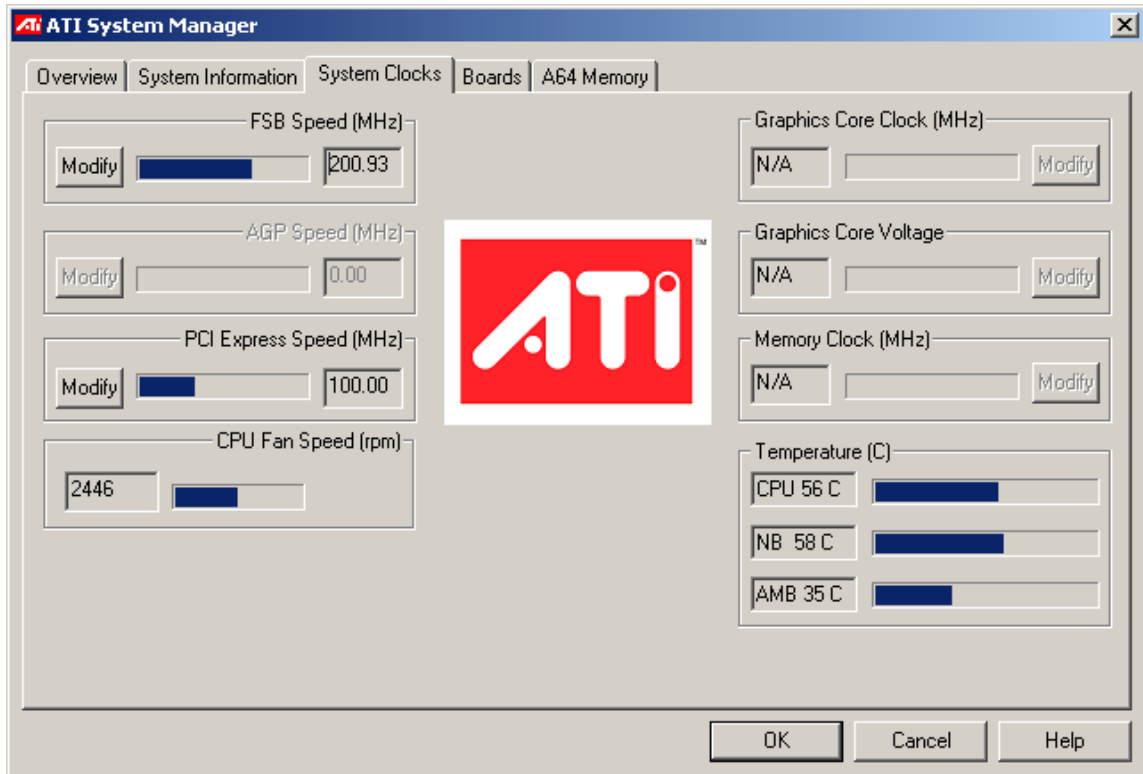 ATI ATI System Manager
Overview System Information System Clocks Boards A64 Memory
FSB Speed (MHz)
Modify 200.93
AGP Speed (MHz)
Modify 0.00
PCI Express Speed (MHz)
Modify 100.00
CPU Fan Speed (rpm)
2446
ATI™
Graphics Core Clock (MHz)
N/A Modify
Graphics Core Voltage
N/A Modify
Memory Clock (MHz)
N/A Modify
Temperature (C)
CPU 56 C
NB 58 C
AMB 35 C
OK Cancel Help